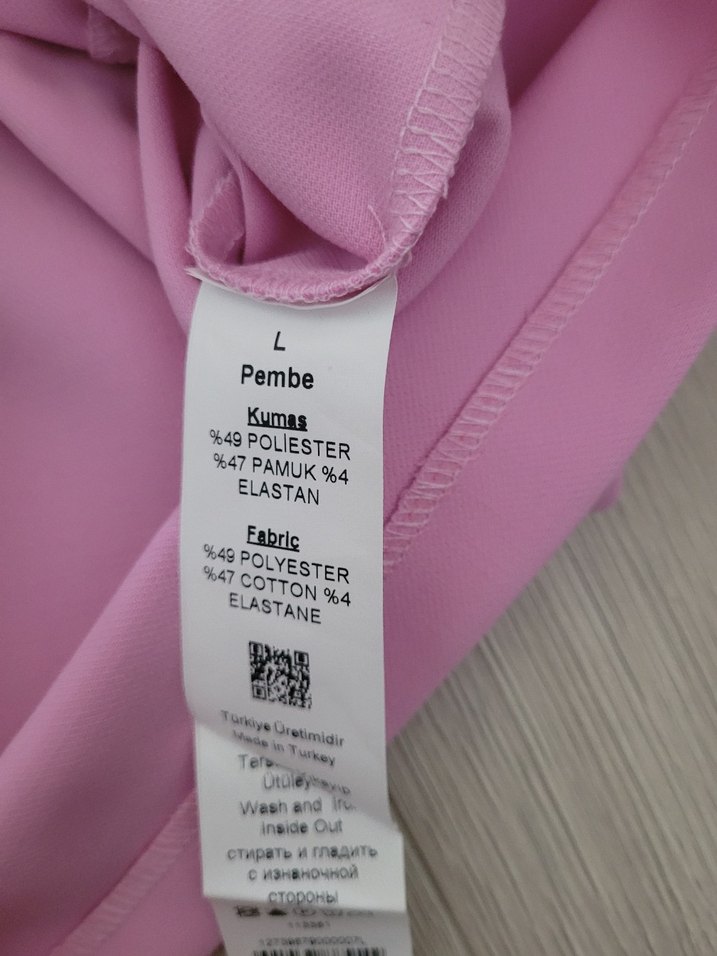 L
Pembe
Kumaş
%49 POLİESTER
%47 PAMUK %4
ELASTAN
Fabric
%49 POLYESTER
%47 COTTON %4
ELASTANE
Türkiye Üretimidir
Made in Turkey
Wash and
Inside Out
стирать и гладить
с изнаночной
стороны